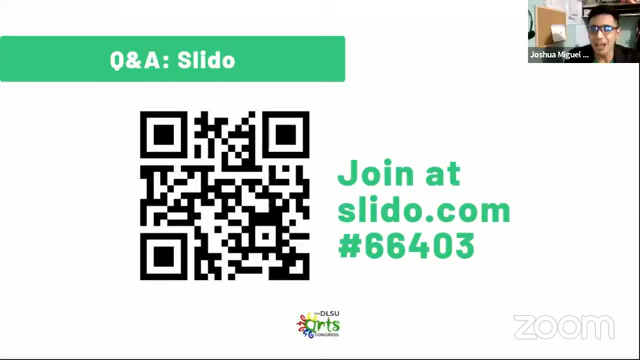 Q&A: Slido
Joshua Miguel ...
Join at
slido.com
#66403
DLSU
arts
CONGRESS
zoom